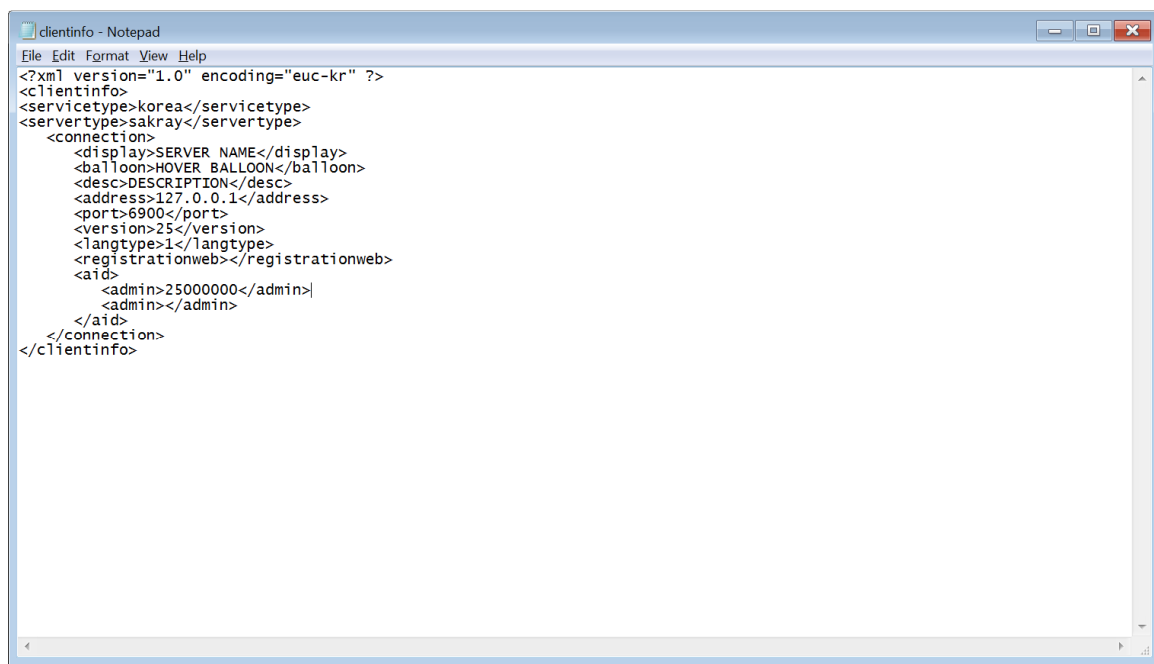 clientinfo - Notepad
File Edit Format View Help
<?xml version="1.0" encoding="euc-kr" ?>
<clientinfo>
<servicetype>korea</servicetype>
<servertype>sakray</servertype>
<connection>
<display>SERVER NAME</display>
<balloon>HOVER BALLOON</balloon>
<desc>DESCRIPTION</desc>
<address>127.0.0.1</address>
<port>6900</port>
<version>25</version>
<langtype>1</langtype>
<registrationweb></registrationweb>
<aid>
<admin>25000000</admin>
<admin></admin>
</aid>
</connection>
</clientinfo>